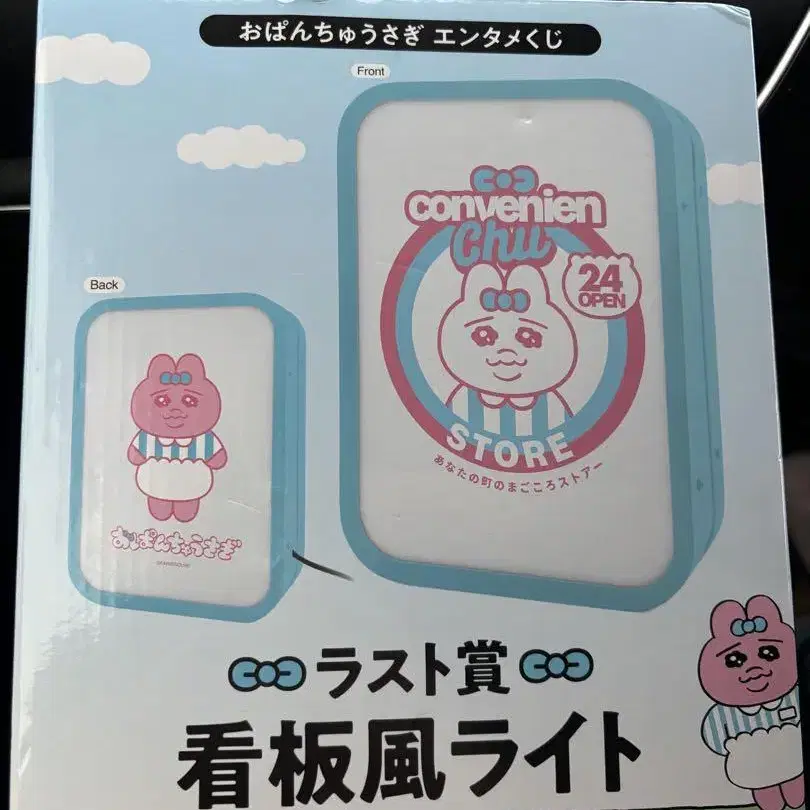 おぱんちゅうさぎ エンタメくじ
Front
convenien
Chu
24
OPEN
STORE
あなたの町のまごころストアー
Back
おぱんちゅうさぎ
ラスト賞
看板風ライト